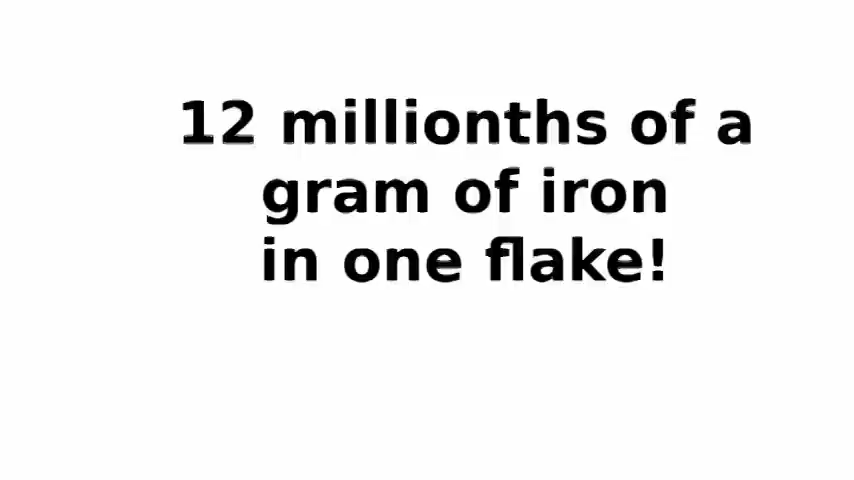 12 millionths of a
gram of iron
in one flake!